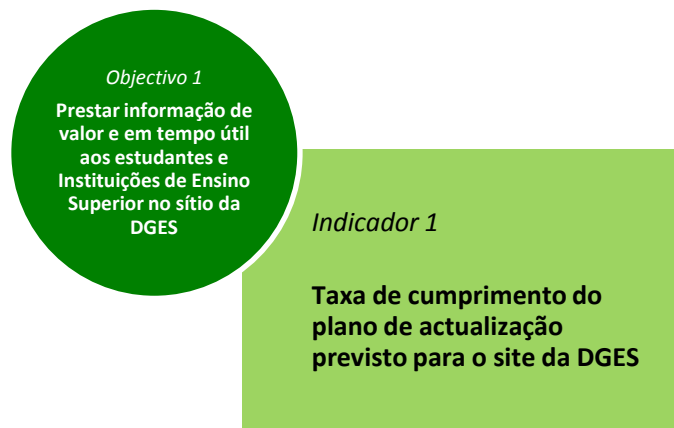 Objectivo 1
Prestar informação de
valor e em tempo útil
aos estudantes e
Instituições de Ensino
Superior no sítio da
DGES
Indicador 1
Taxa de cumprimento do
plano de actualização
previsto para o site da DGES